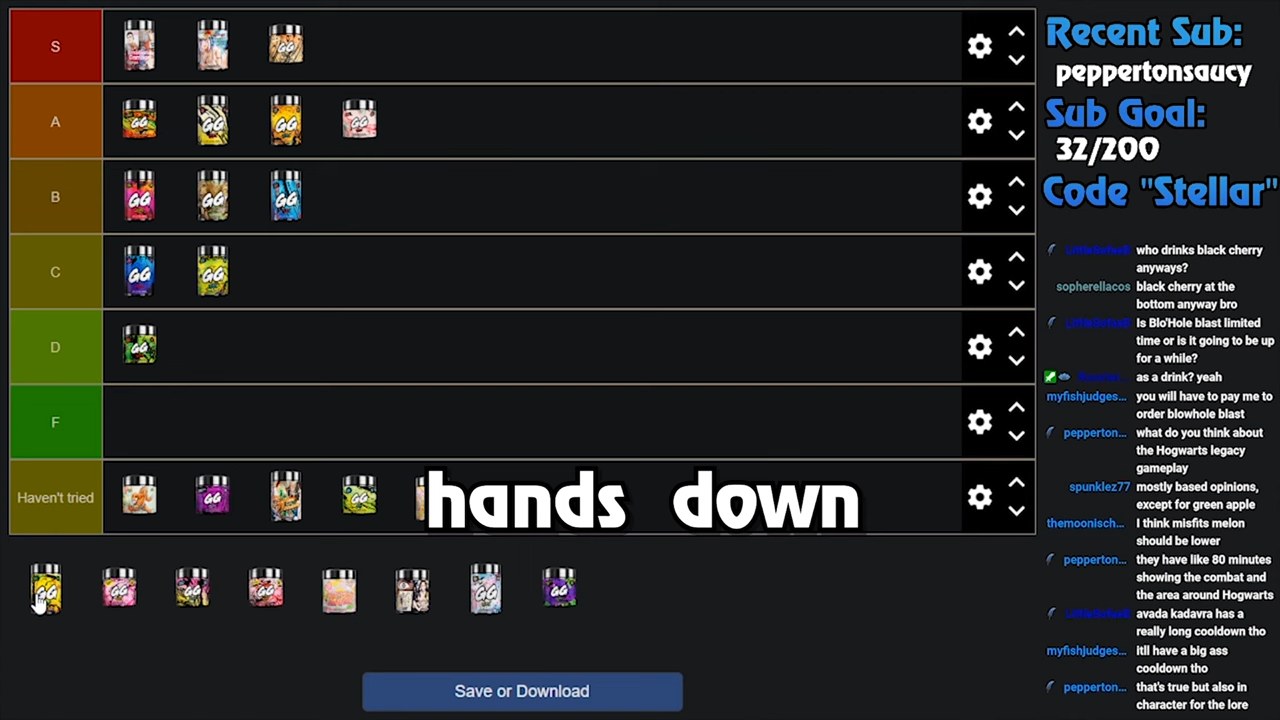 S
A
B
C
D
F
Haven't tried
hands down
Save or Download
Recent Sub:
peppertonsaucy
Sub Goal:
32/200
Code "Stellar"
who drinks black cherry
anyways?
sopherellacos black cherry at the
bottom anyway bro
Is Blo'Hole blast limited
time or is it going to be up
for a while?
as a drink? yeah
myfishjudges... you will have to pay me to
order blowhole blast
pepperton... what do you think about
the Hogwarts legacy
gameplay
spunklez77 mostly based opinions,
except for green apple
themoonisch... I think misfits melon
should be lower
pepperton... they have like 80 minutes
showing the combat and
the area around Hogwarts
avada kadavra has a
really long cooldown tho
myfishjudges... itll have a big ass
cooldown tho
pepperton... that's true but also in
character for the lore